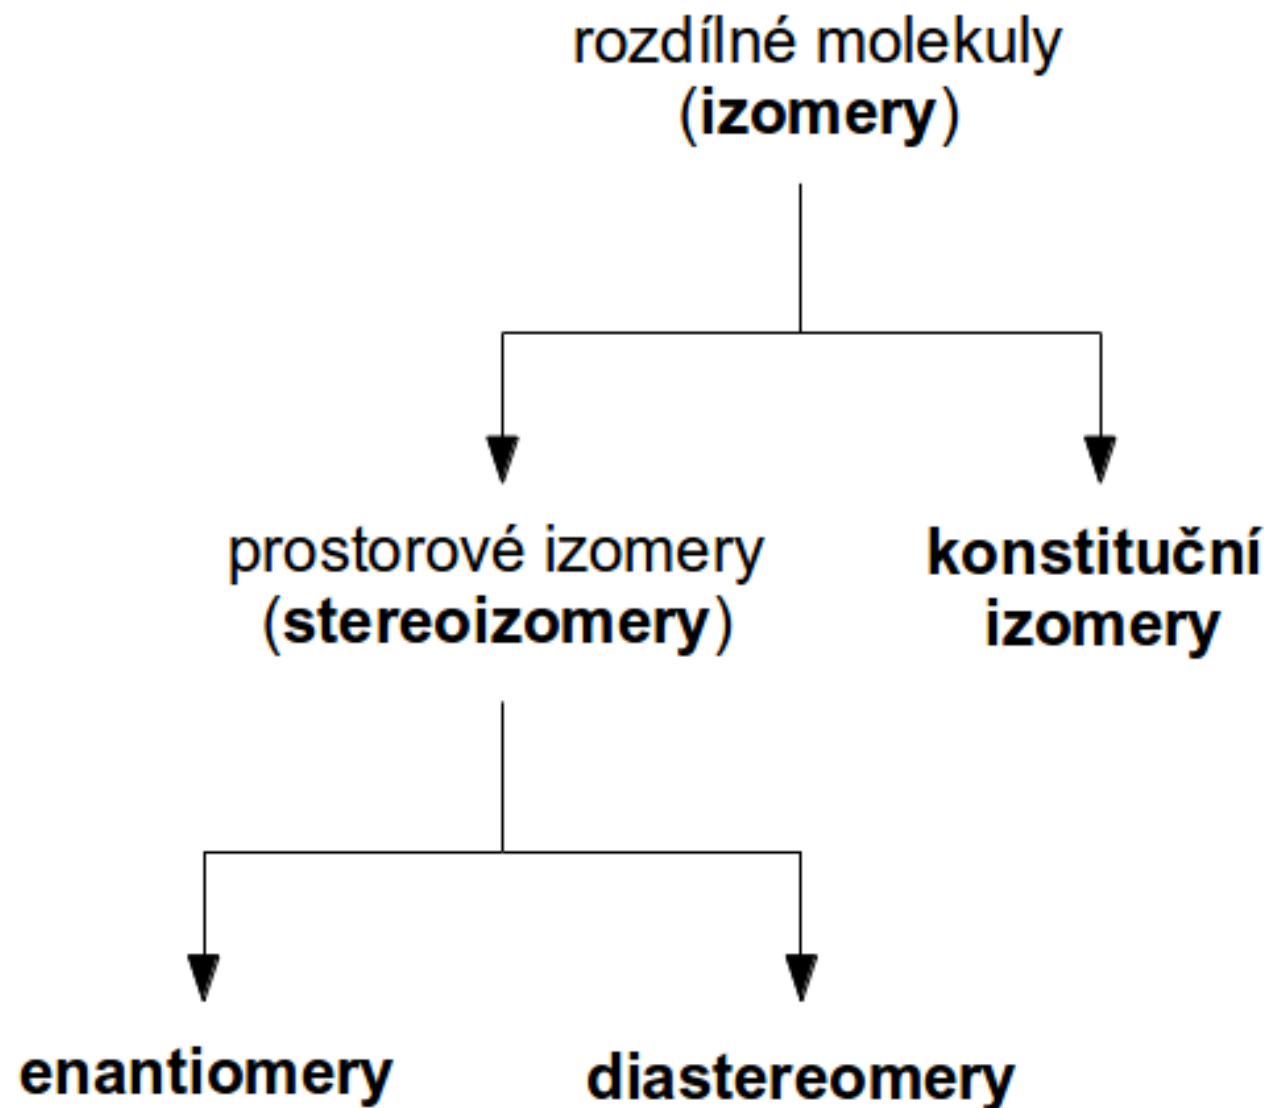 rozdílné molekuly
(izomery)
prostorové izomery
(stereoizomery)
konstituční
izomery
enantiomery
diastereomery